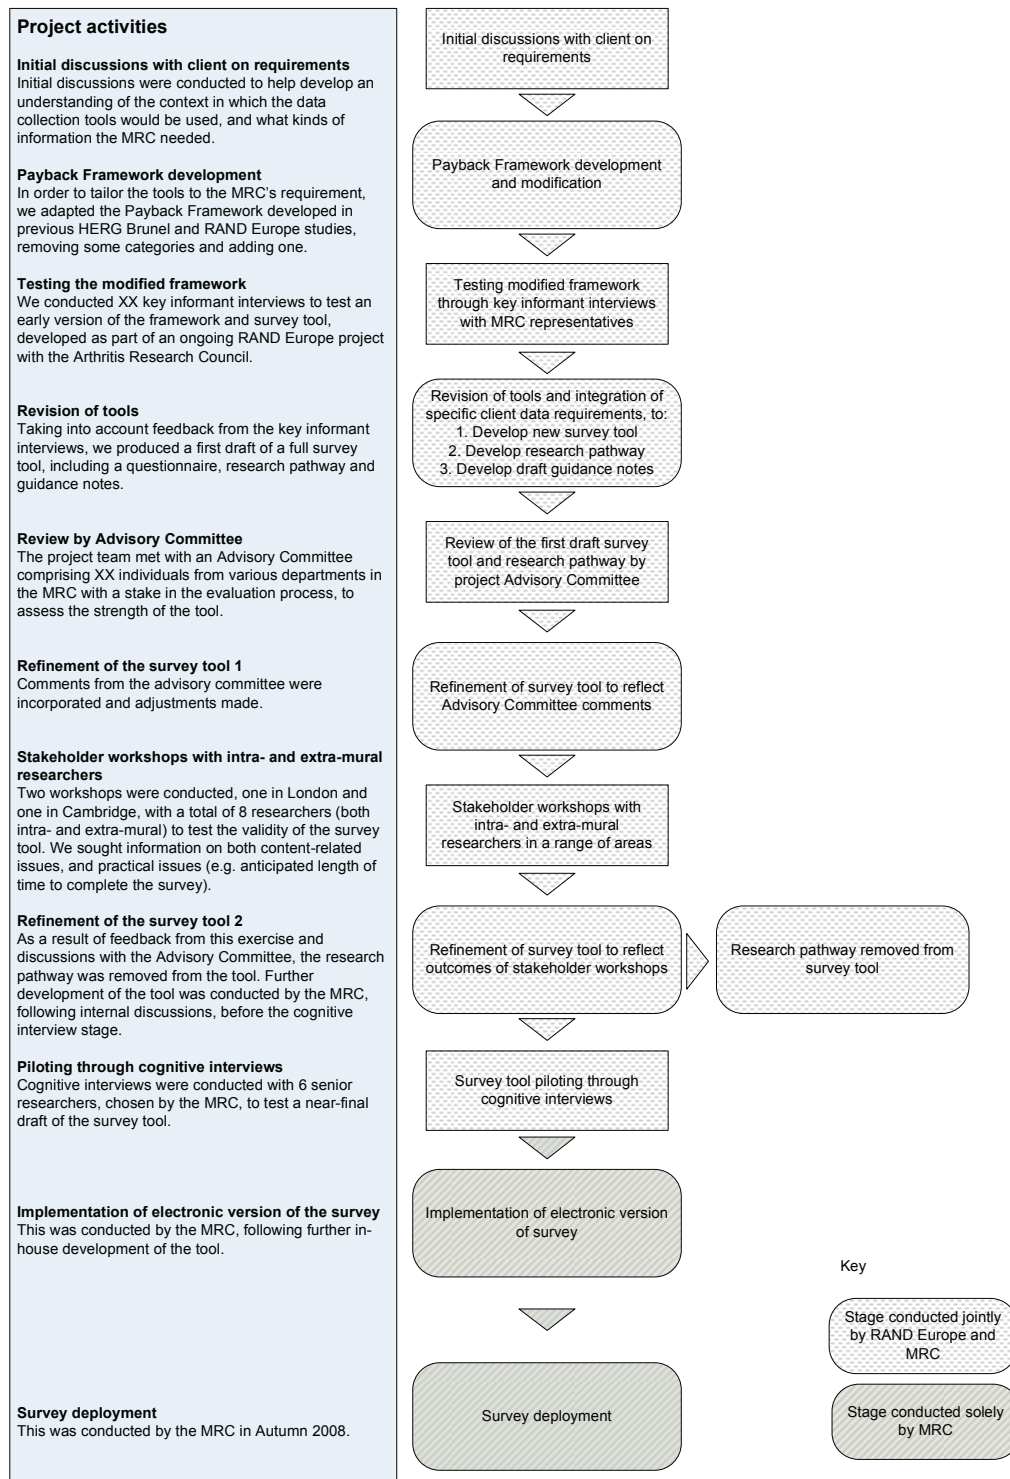 Project activities
Initial discussions with client on requirements
Initial discussions were conducted to help develop an
understanding of the context in which the data
collection tools would be used, and what kinds of
information the MRC needed.
Payback Framework development
In order to tailor the tools to the MRC's requirement,
we adapted the Payback Framework developed in
previous HERG Brunel and RAND Europe studies,
removing some categories and adding one.
Testing the modified framework
We conducted XX key informant interviews to test an
early version of the framework and survey tool,
developed as part of an ongoing RAND Europe project
with the Arthritis Research Council.
Revision of tools
Taking into account feedback from the key informant
interviews, we produced a first draft of a full survey
tool, including a questionnaire, research pathway and
guidance notes.
Review by Advisory Committee
The project team met with an Advisory Committee
comprising XX individuals from various departments in
the MRC with a stake in the evaluation process, to
assess the strength of the tool.
Refinement of the survey tool 1
Comments from the advisory committee were
incorporated and adjustments made.
Stakeholder workshops with intra- and extra-mural
researchers
Two workshops were conducted, one in London and
one in Cambridge, with a total of 8 researchers (both
intra- and extra-mural) to test the validity of the survey
tool. We sought information on both content-related
issues, and practical issues (e.g. anticipated length of
time to complete the survey).
Refinement of the survey tool 2
As a result of feedback from this exercise and
discussions with the Advisory Committee, the research
pathway was removed from the tool. Further
development of the tool was conducted by the MRC,
following internal discussions, before the cognitive
interview stage.
Piloting through cognitive interviews
Cognitive interviews were conducted with 6 senior
researchers, chosen by the MRC, to test a near-final
draft of the survey tool.
Implementation of electronic version of the survey
This was conducted by the MRC, following further in-
house development of the tool.
Survey deployment
This was conducted by the MRC in Autumn 2008.
Initial discussions with client on
requirements
Payback Framework development
and modification
Testing modified framework
through key informant interviews
with MRC representatives
Revision of tools and integration of
specific client data requirements, to:
1. Develop new survey tool
2. Develop research pathway
3. Develop draft guidance notes
Review of the first draft survey
tool and research pathway by
project Advisory Committee
Refinement of survey tool to reflect
Advisory Committee comments
Stakeholder workshops with
intra- and extra-mural
researchers in a range of areas
Refinement of survey tool to reflect
outcomes of stakeholder workshops
Research pathway removed from
survey tool
Survey tool piloting through
cognitive interviews
Implementation of electronic version
of survey
Survey deployment
Key
Stage conducted jointly
by RAND Europe and
MRC
Stage conducted solely
by MRC